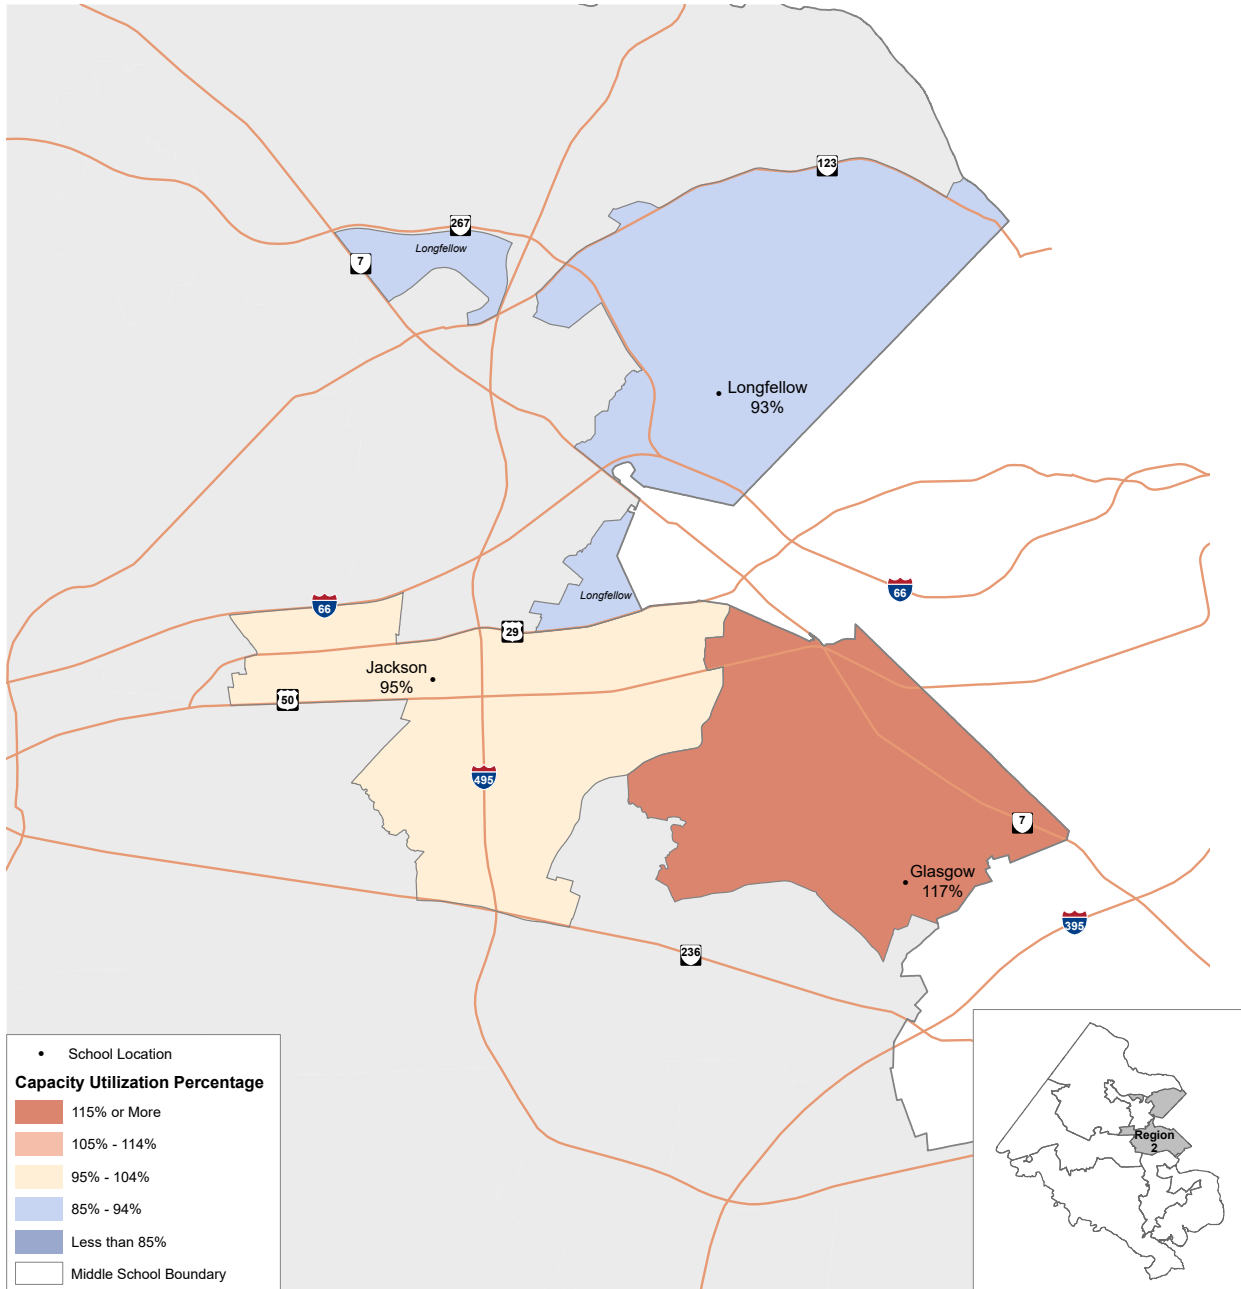 123
267
Longfellow
7
Longfellow
93%
66
66
Longfellow
29
Jackson
95%
50
495
7
Glasgow
117%
395
236
School Location
Capacity Utilization Percentage
115% or More
105% - 114%
95% - 104%
85% - 94%
Less than 85%
Middle School Boundary
Region
2